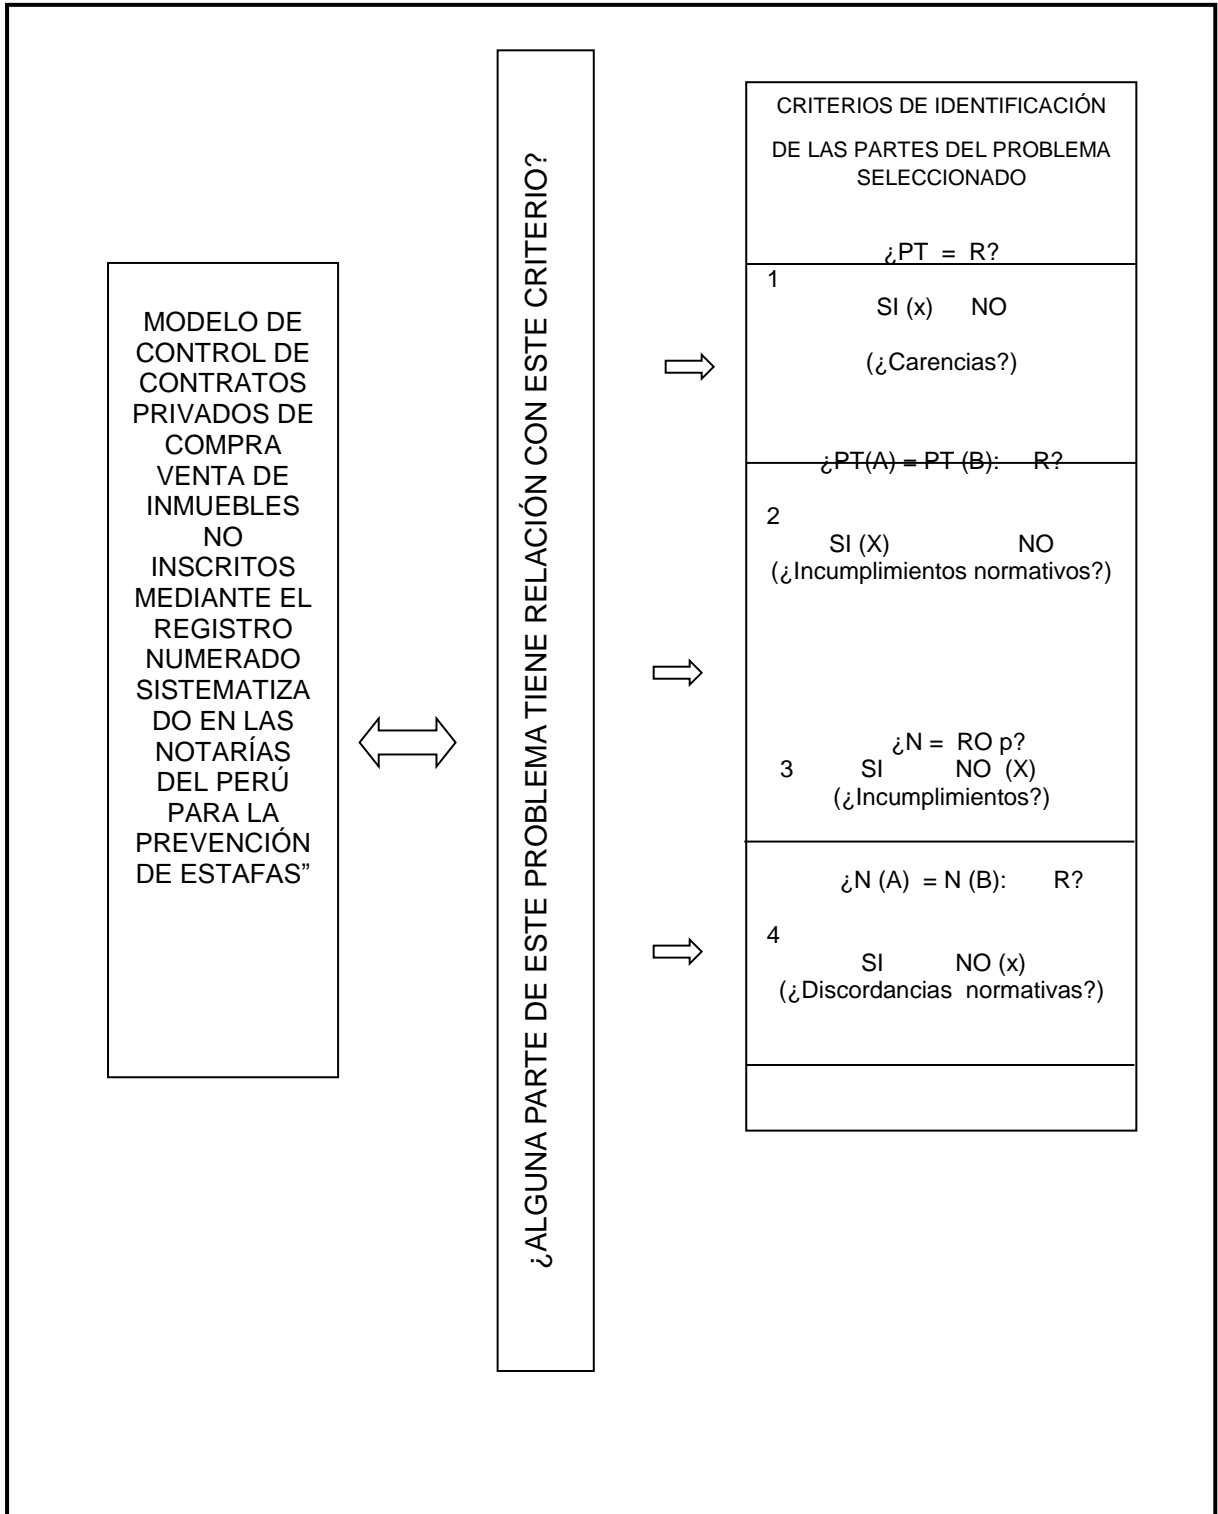 MODELO DE
CONTROL DE
CONTRATOS
PRIVADOS DE
COMPRA
VENTA DE
INMUEBLES
NO
INSCRITOS
MEDIANTE EL
REGISTRO
NUMERADO
SISTEMATIZA
DO EN LAS
NOTARÍAS
DEL PERÚ
PARA LA
PREVENCIÓN
DE ESTAFAS”
¿ALGUNA PARTE DE ESTE PROBLEMA TIENE RELACIÓN CON ESTE CRITERIO?
CRITERIOS DE IDENTIFICACIÓN
DE LAS PARTES DEL PROBLEMA
SELECCIONADO
¿PT = R?
1
SI (x) NO
(¿Carencias?)
¿PT(A) = PT (B): R?
2
SI (X) NO
(¿Incumplimientos normativos?)
¿N = RO p?
3 SI NO (X)
(¿Incumplimientos?)
¿N (A) = N (B): R?
4
SI NO (x)
(¿Discordancias normativas?)